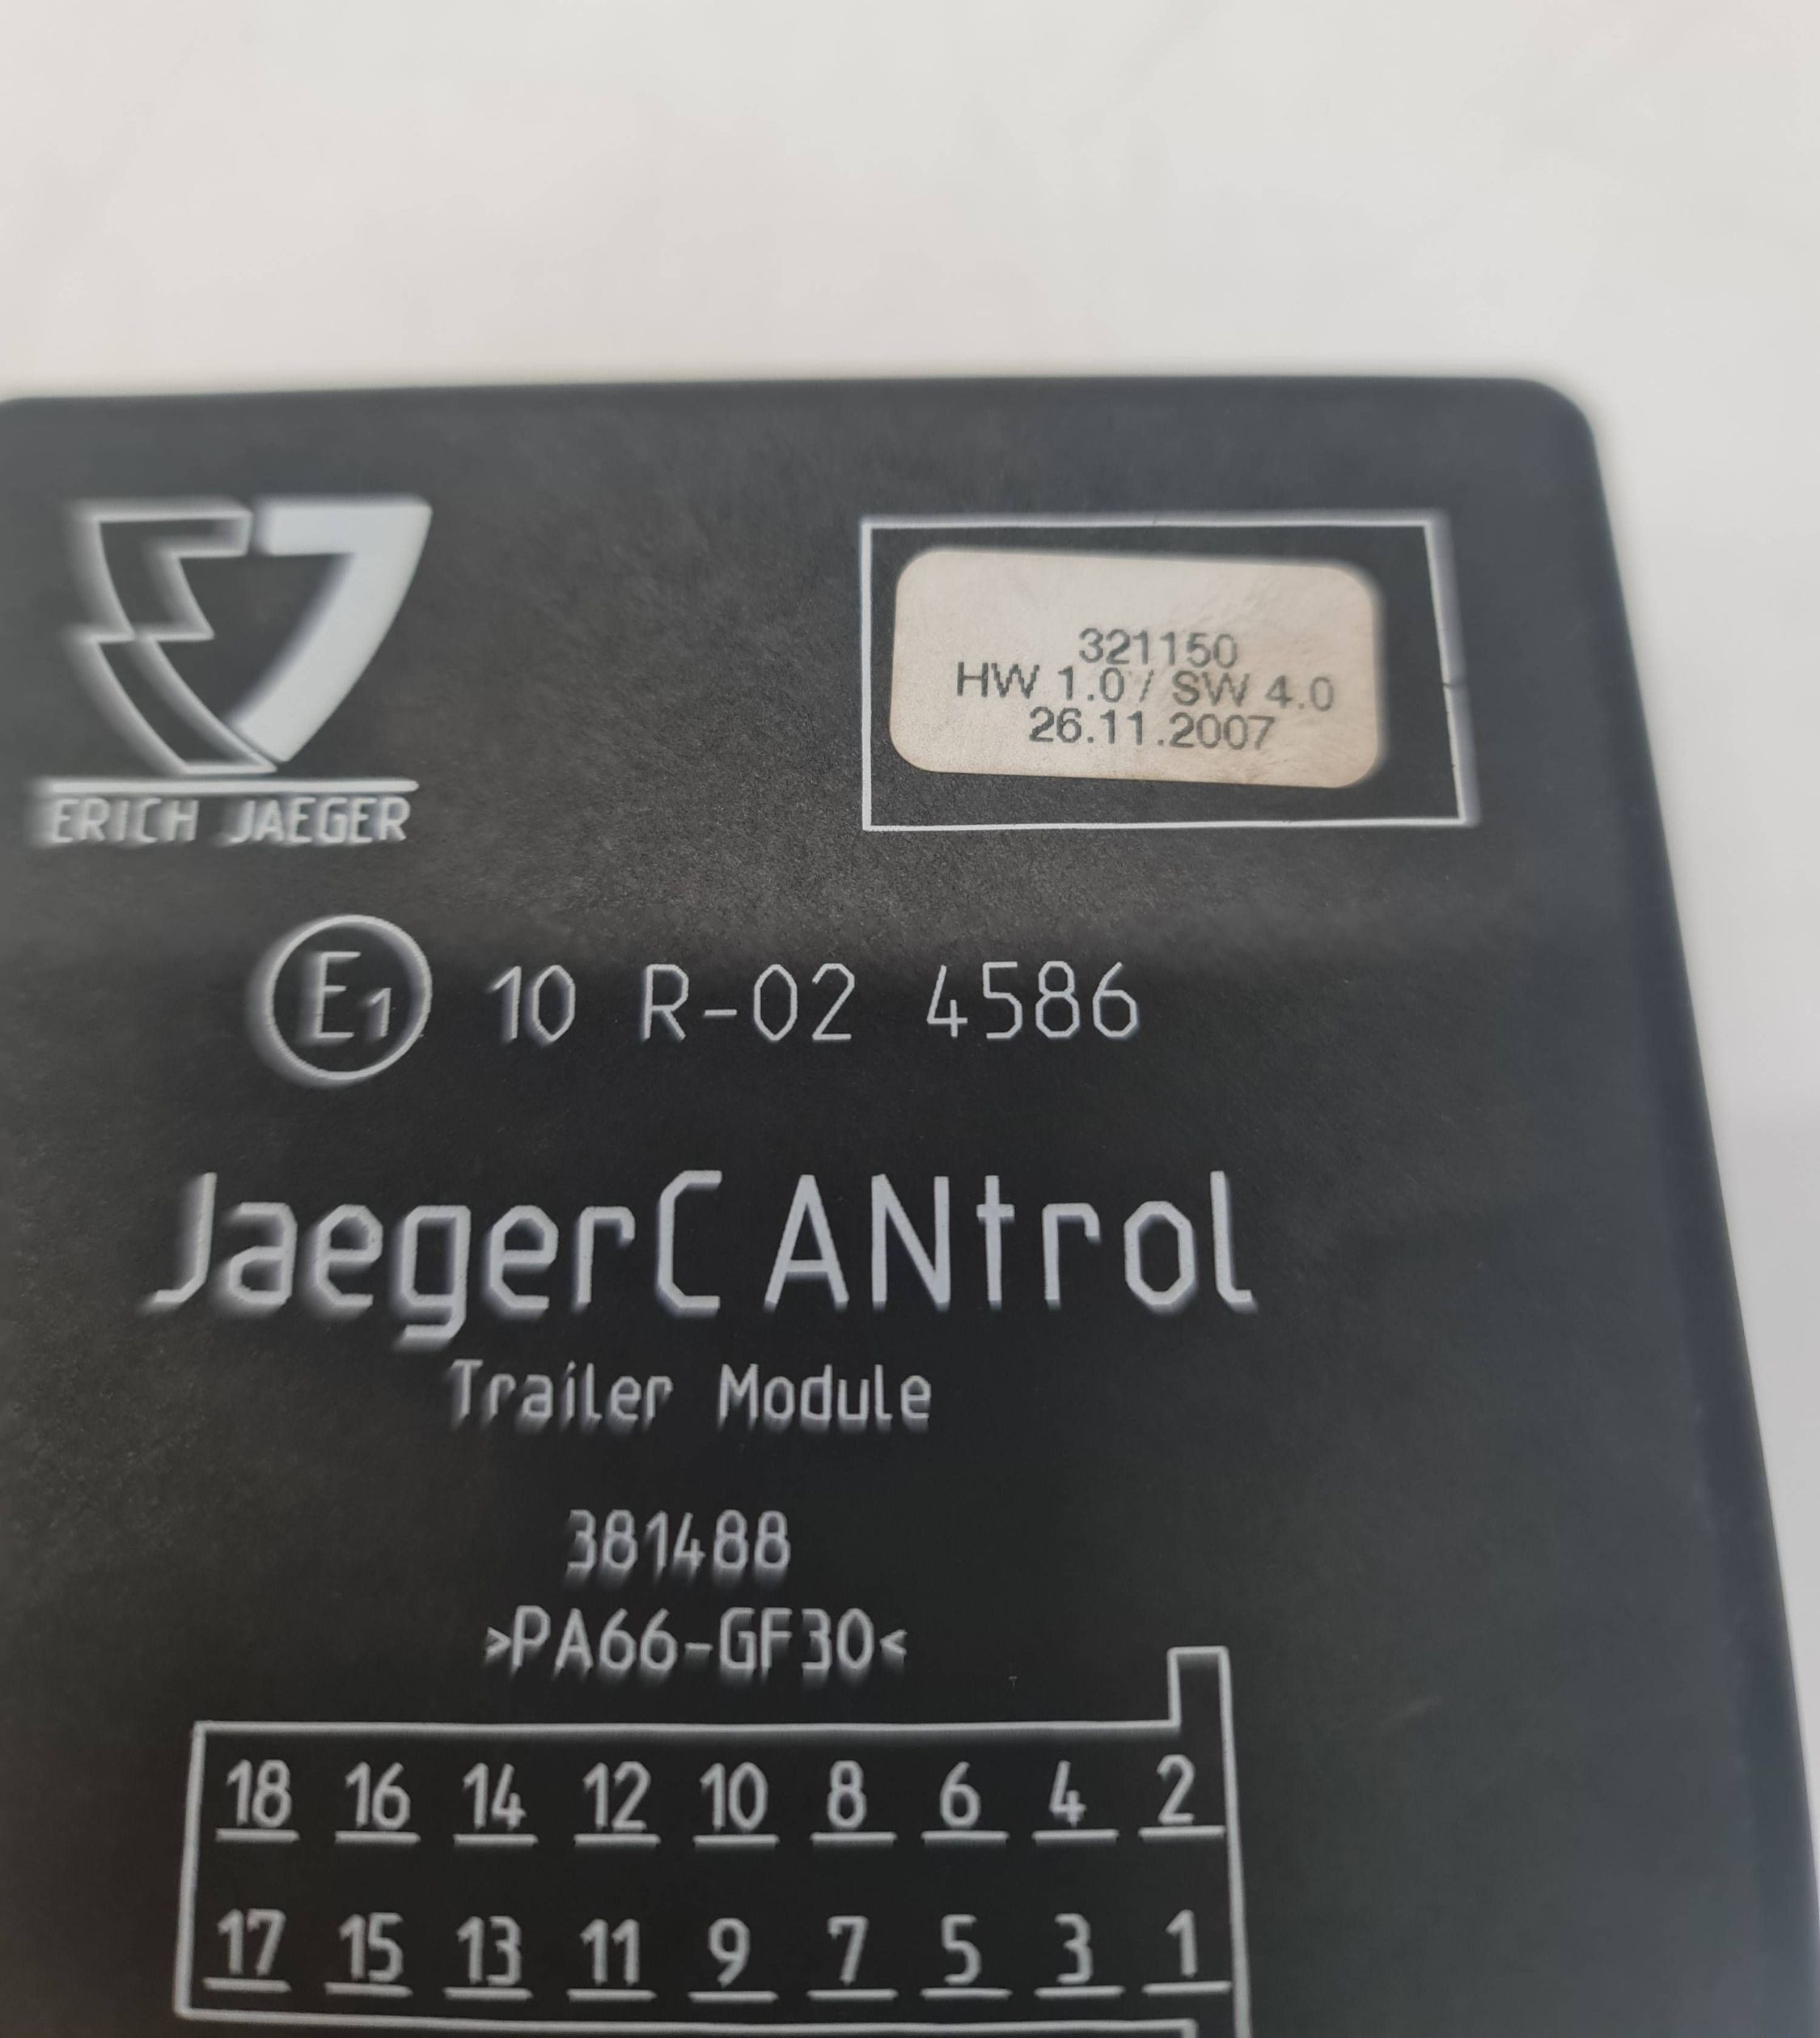 ERICH JAEGER
321150
HW 1.0 / SW 4.0
26.11.2007
E1 10 R-02 4586
JaegerCANtrol
Trailer Module
381488
>PA66-GF30<
18 16 14 12 10 8 6 4 2
17 15 13 11 9 7 5 3 1